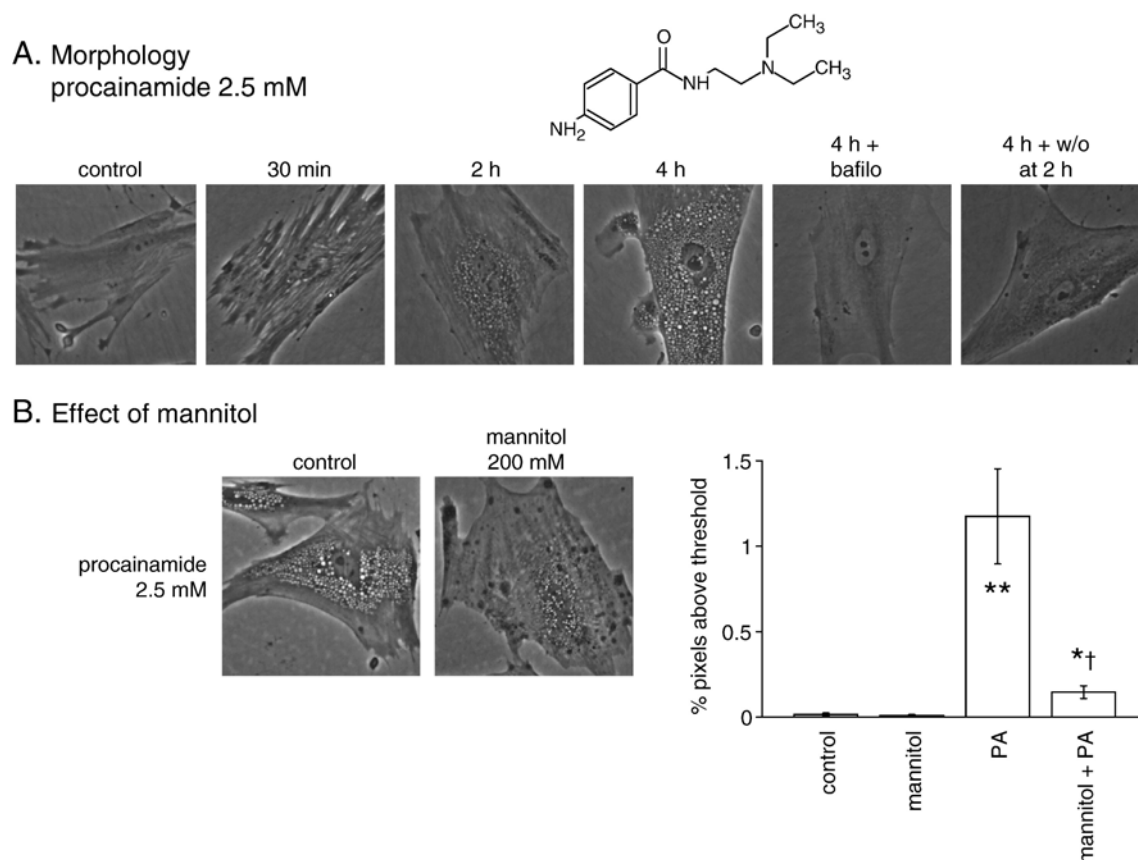 A. Morphology
procainamide 2.5 mM
O
NH
N
CH3
CH3
NH2
control
30 min
2 h
4 h
4 h +
bafilo
4 h + w/o
at 2 h
B. Effect of mannitol
control
mannitol
200 mM
procainamide
2.5 mM
% pixels above threshold
1.5
1
0.5
0
**
*†
control
mannitol
PA
mannitol + PA